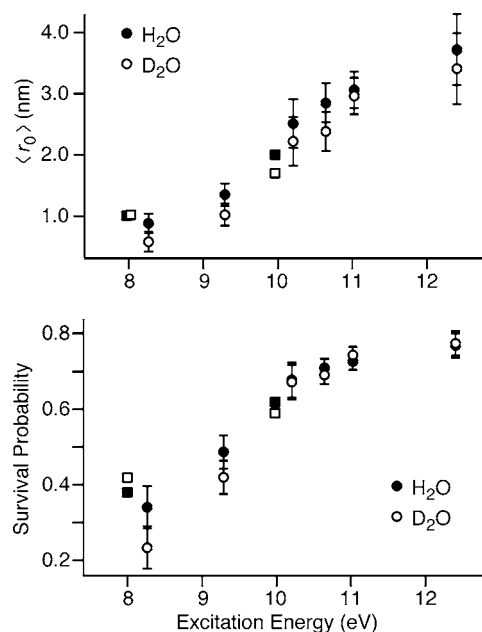 ⟨ r₀ ⟩ (nm)
4.0
3.0
2.0
1.0
H₂O
D₂O
8 9 10 11 12
Survival Probability
0.8
0.6
0.4
0.2
H₂O
D₂O
8 9 10 11 12
Excitation Energy (eV)